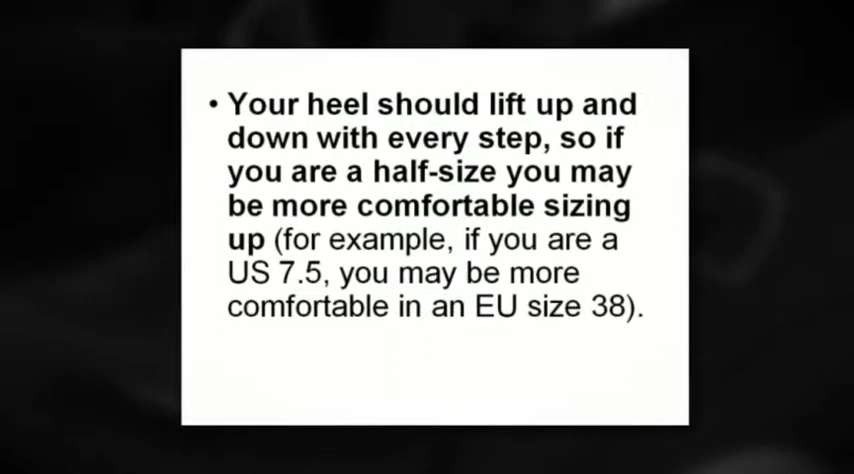 • Your heel should lift up and
down with every step, so if
you are a half-size you may
be more comfortable sizing
up (for example, if you are a
US 7.5, you may be more
comfortable in an EU size 38).